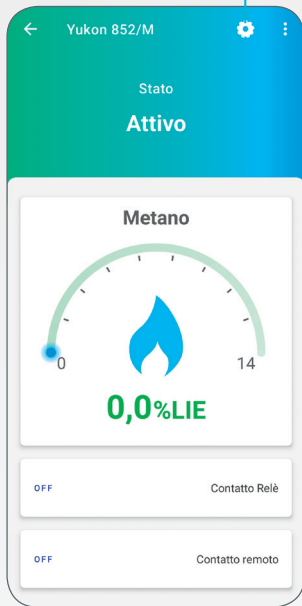 Yukon 852/M
Stato
Attivo
Metano
0
14
0,0%LIE
OFF
Contatto Relè
OFF
Contatto remoto